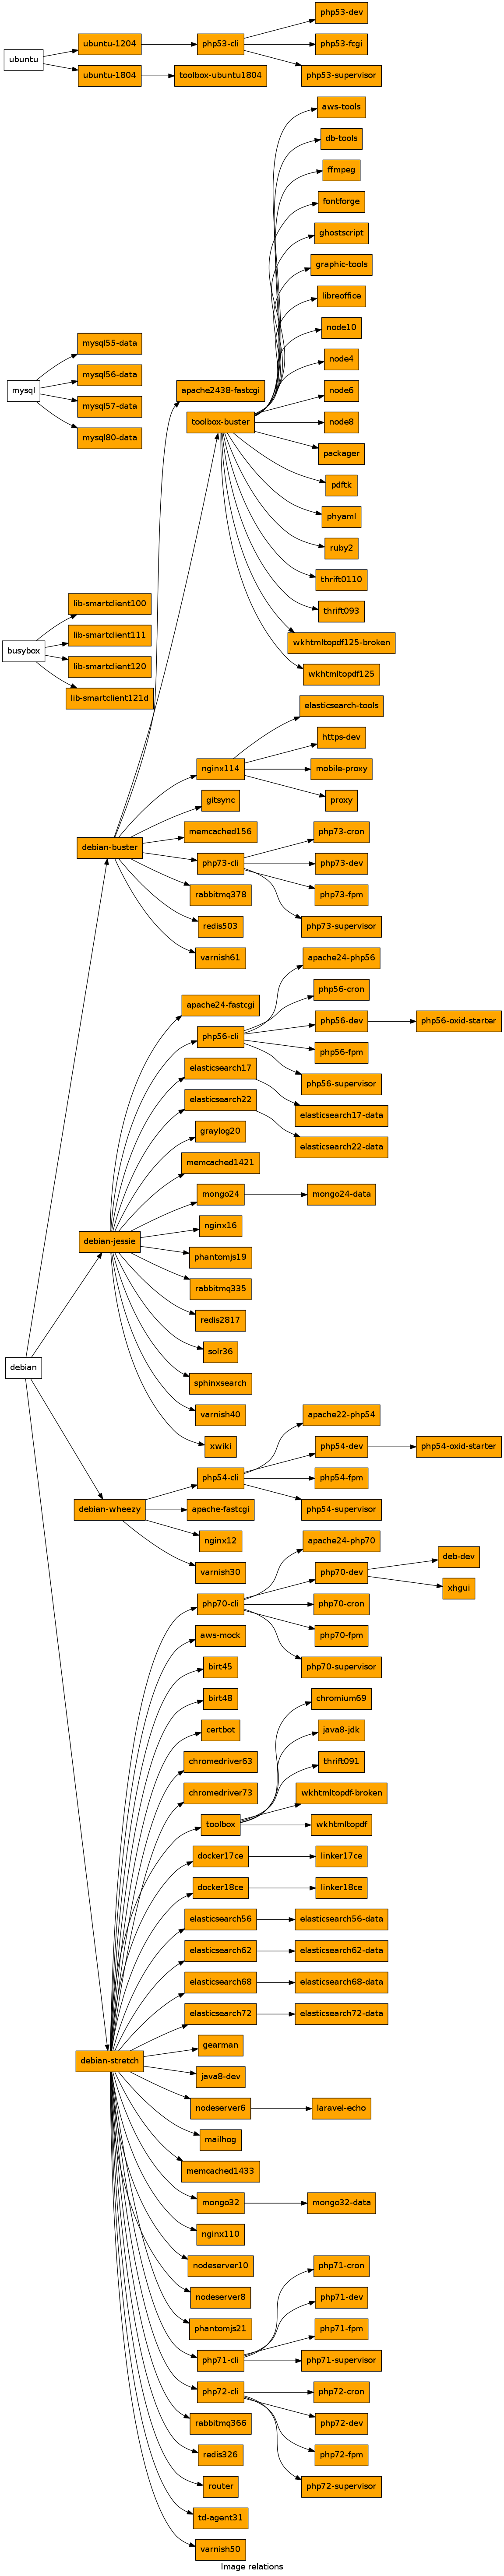 php53-dev
ubuntu-1204
php53-cli
php53-fcgi
ubuntu
ubuntu-1804
toolbox-ubuntu1804
php53-supervisor
aws-tools
db-tools
ffmpeg
fontforge
ghostscript
graphic-tools
libreoffice
node10
mysql55-data
node4
mysql56-data
mysql
apache2438-fastcgi
node6
mysql57-data
toolbox-buster
node8
mysql80-data
packager
pdftk
phyaml
ruby2
thrift0110
lib-smartclient100
thrift093
lib-smartclient111
wkhtmltopdf125-broken
busybox
lib-smartclient120
wkhtmltopdf125
lib-smartclient121d
elasticsearch-tools
https-dev
nginx114
mobile-proxy
gitsync
proxy
memcached156
php73-cron
debian-buster
php73-cli
php73-dev
rabbitmq378
php73-fpm
redis503
php73-supervisor
varnish61
apache24-php56
php56-cron
apache24-fastcgi
php56-dev
php56-oxid-starter
php56-cli
php56-fpm
elasticsearch17
php56-supervisor
elasticsearch22
elasticsearch17-data
graylog20
elasticsearch22-data
memcached1421
mongo24
mongo24-data
nginx16
debian-jessie
phantomjs19
rabbitmq335
redis2817
solr36
debian
sphinxsearch
varnish40
apache22-php54
xwiki
php54-dev
php54-oxid-starter
php54-cli
php54-fpm
debian-wheezy
apache-fastcgi
php54-supervisor
nginx12
apache24-php70
deb-dev
varnish30
php70-dev
xhgui
php70-cli
php70-cron
aws-mock
php70-fpm
birt45
php70-supervisor
birt48
chromium69
certbot
java8-jdk
chromedriver63
thrift091
chromedriver73
wkhtmltopdf-broken
toolbox
wkhtmltopdf
docker17ce
linker17ce
docker18ce
linker18ce
elasticsearch56
elasticsearch56-data
elasticsearch62
elasticsearch62-data
elasticsearch68
elasticsearch68-data
elasticsearch72
elasticsearch72-data
gearman
debian-stretch
java8-dev
nodeserver6
laravel-echo
mailhog
memcached1433
mongo32
mongo32-data
nginx110
nodeserver10
php71-cron
nodeserver8
php71-dev
phantomjs21
php71-fpm
php71-cli
php71-supervisor
php72-cli
php72-cron
rabbitmq366
php72-dev
redis326
php72-fpm
router
php72-supervisor
td-agent31
varnish50
Image relations